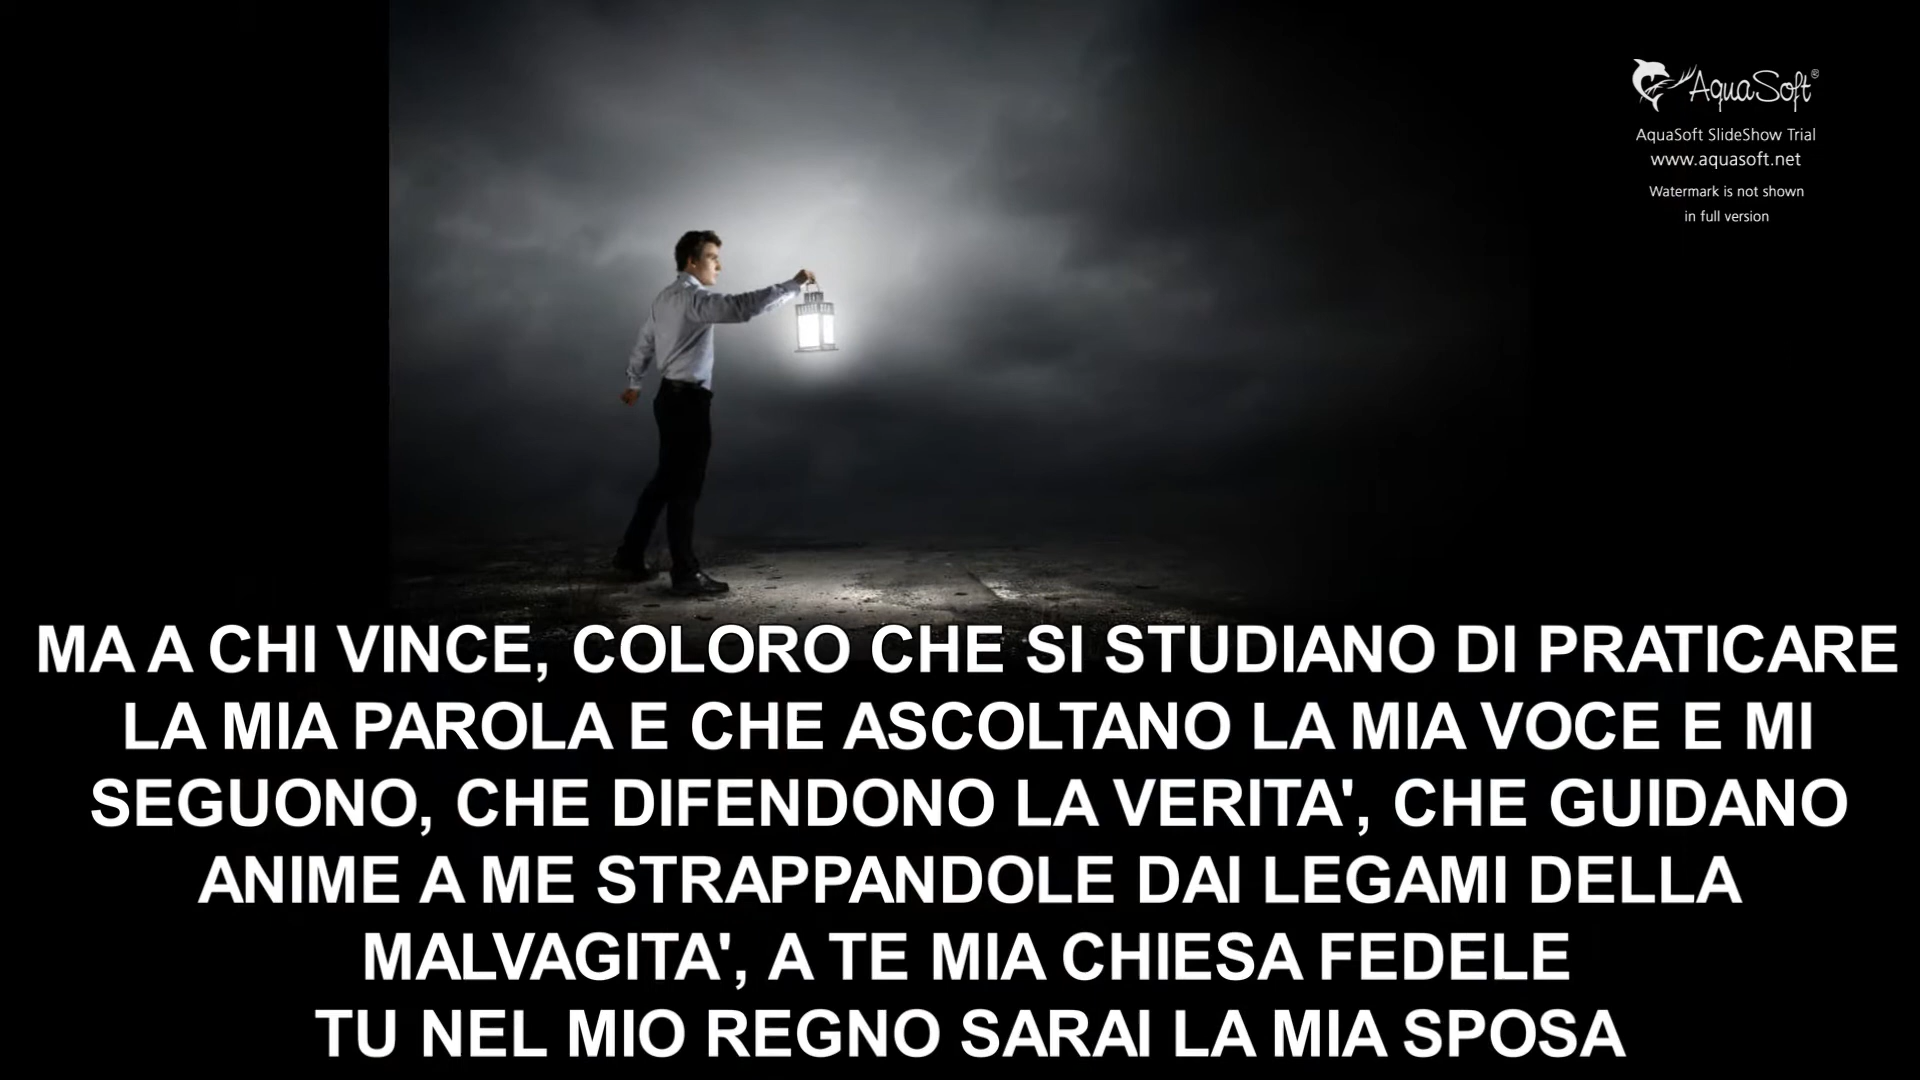 AquaSoft®
AquaSoft SlideShow Trial
www.aquasoft.net
Watermark is not shown
in full version
MA A CHI VINCE, COLORO CHE SI STUDIANO DI PRATICARE
LA MIA PAROLA E CHE ASCOLTANO LA MIA VOCE E MI
SEGUONO, CHE DIFENDONO LA VERITA', CHE GUIDANO
ANIME A ME STRAPPANDOLE DAI LEGAMI DELLA
MALVAGITA', A TE MIA CHIESA FEDELE
TU NEL MIO REGNO SARAI LA MIA SPOSA